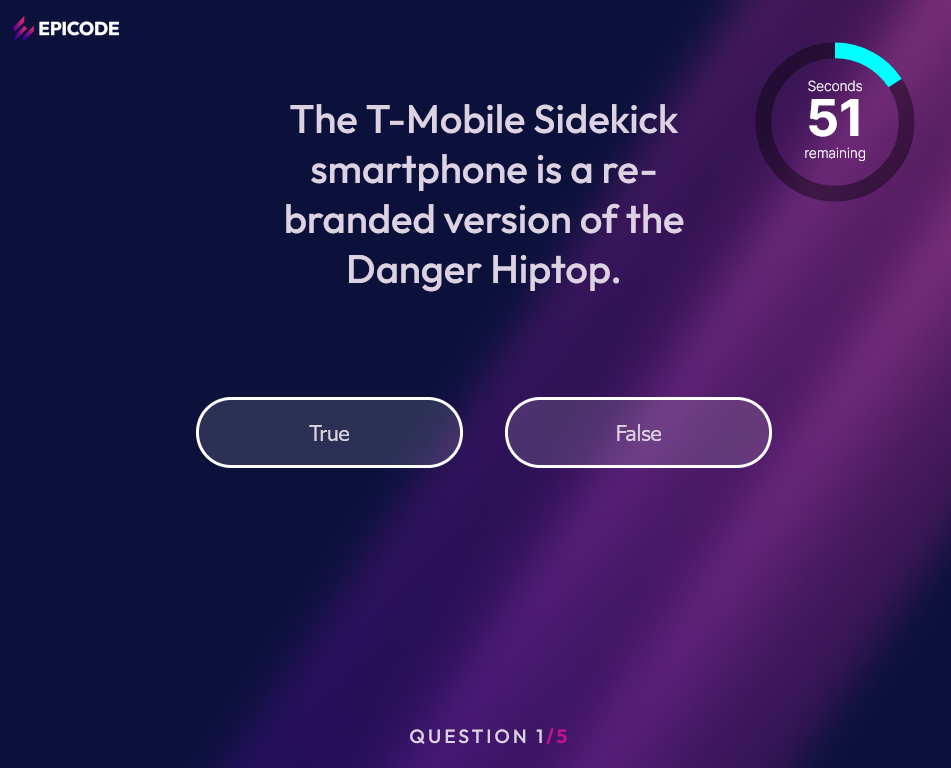 EPICODE
Seconds
51
remaining
The T-Mobile Sidekick
smartphone is a re-
branded version of the
Danger Hiptop.
True
False
QUESTION 1/5